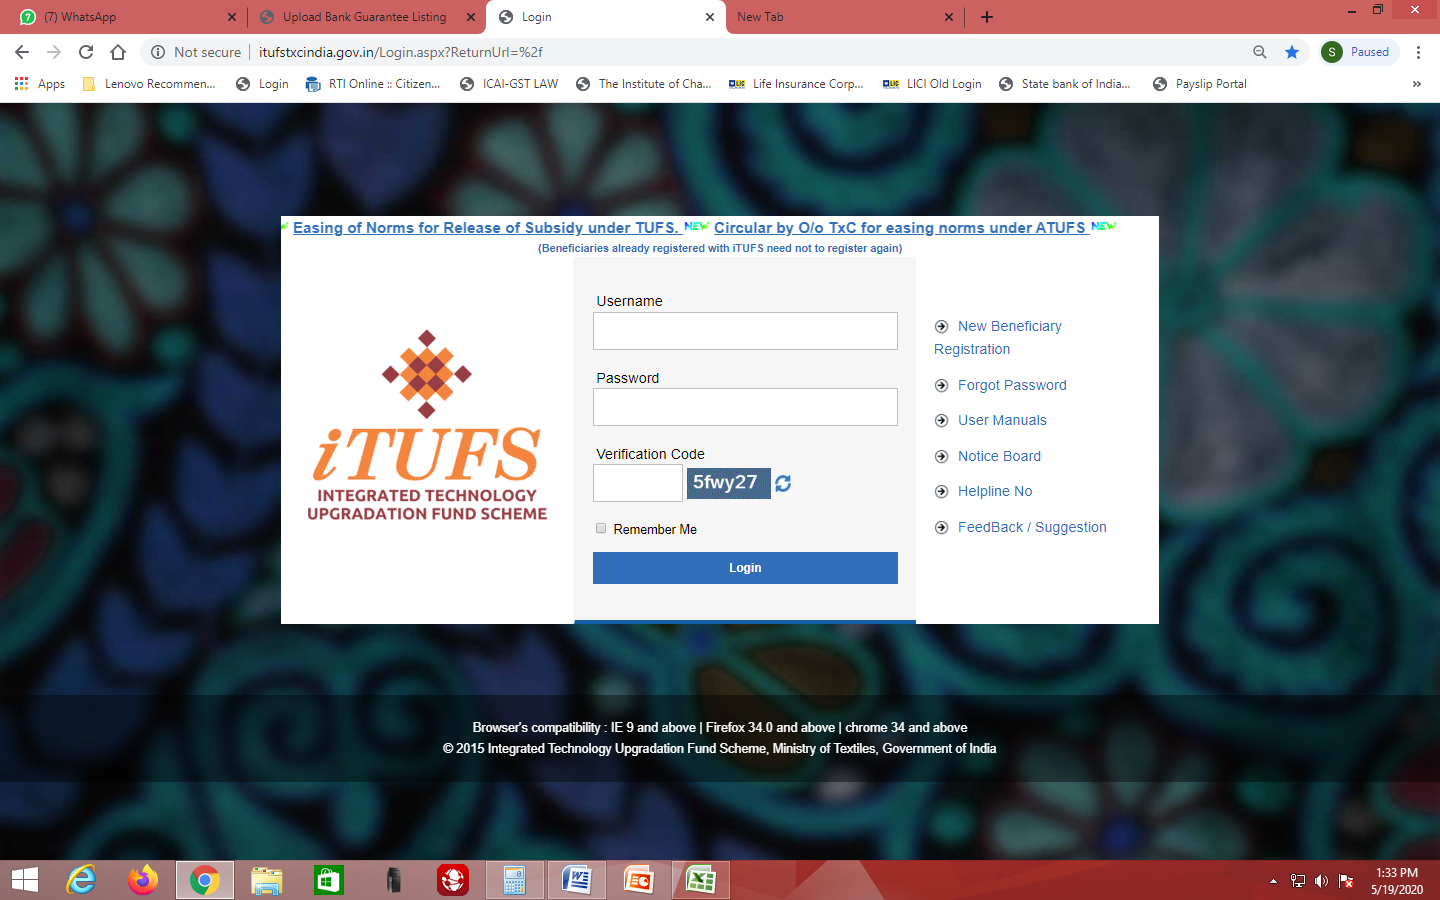 (7) WhatsApp
Upload Bank Guarantee Listing
Login
New Tab
Not secure | itufstxcindia.gov.in/Login.aspx?ReturnUrl=%2f
S Paused
Apps
Lenovo Recommen...
Login
RTI Online :: Citizen...
ICAI-GST LAW
The Institute of Cha...
LIC Life Insurance Corp...
LIC LICI Old Login
State bank of India...
Payslip Portal
»
Easing of Norms for Release of Subsidy under TUFS. NEW Circular by O/o TxC for easing norms under ATUFS NEW
(Beneficiaries already registered with iTUFS need not to register again)
iTUFS
INTEGRATED TECHNOLOGY
UPGRADATION FUND SCHEME
Username
Password
Verification Code
5fwy27
Remember Me
Login
New Beneficiary
Registration
Forgot Password
User Manuals
Notice Board
Helpline No
FeedBack / Suggestion
Browser's compatibility : IE 9 and above | Firefox 34.0 and above | chrome 34 and above
© 2015 Integrated Technology Upgradation Fund Scheme, Ministry of Textiles, Government of India
1:33 PM
5/19/2020